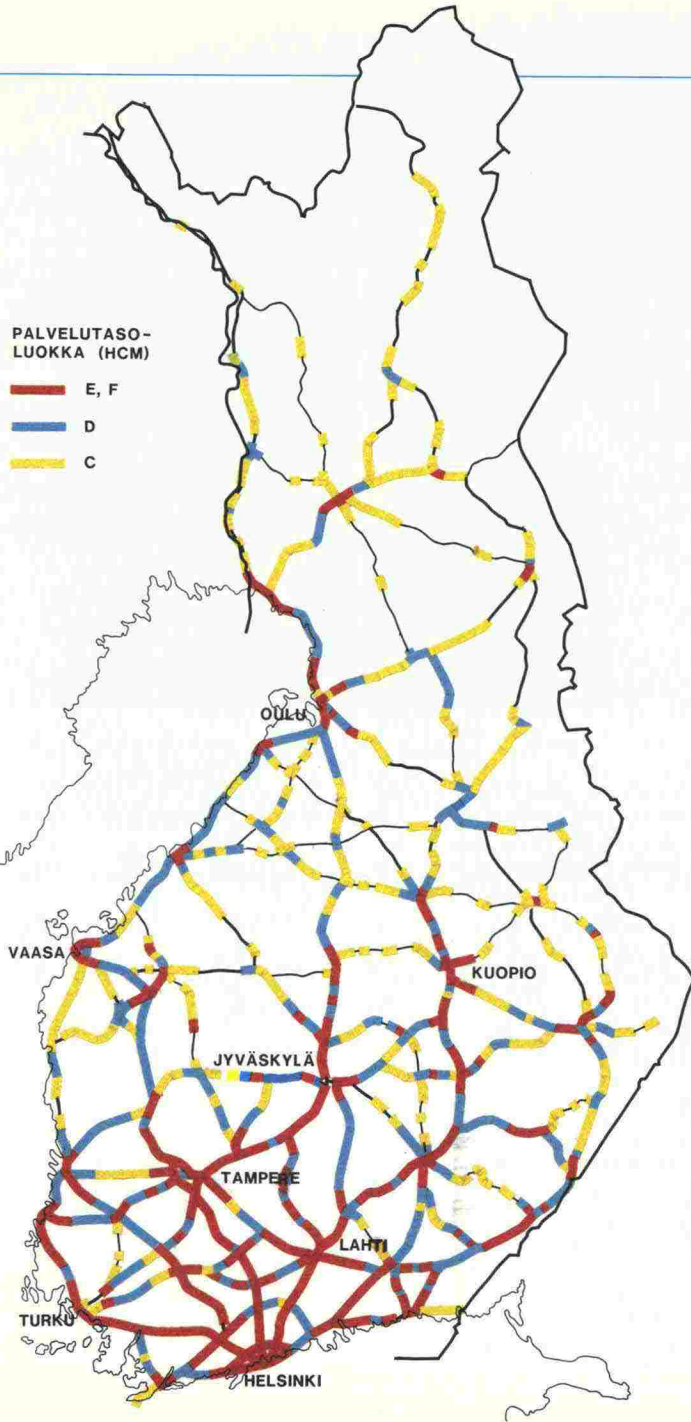 PALVELUTASO-
LUOKKA (HCM)
E, F
D
C
OULU
VAASA
KUOPIO
JYVÄSKYLÄ
TAMPERE
LAHTI
TURKU
HELSINKI